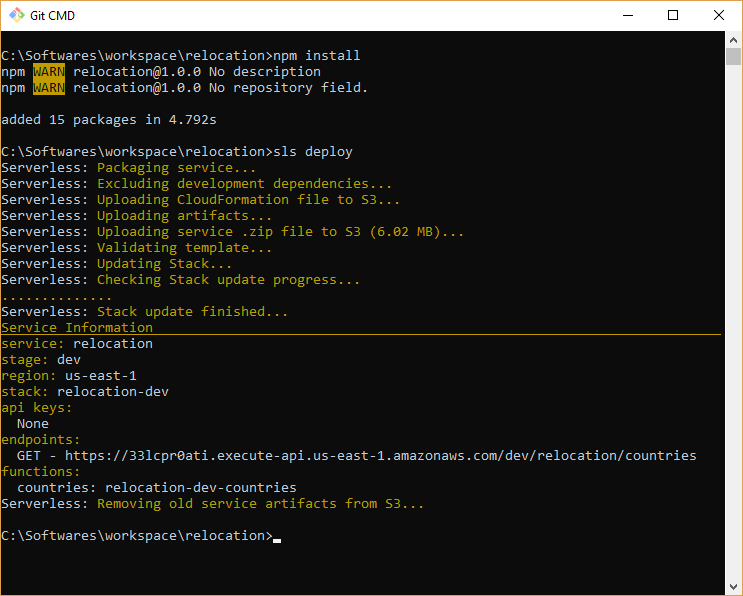 Git CMD
C:\Softwares\workspace\relocation>npm install
npm WARN relocation@1.0.0 No description
npm WARN relocation@1.0.0 No repository field.
added 15 packages in 4.792s
C:\Softwares\workspace\relocation>sls deploy
Serverless: Packaging service...
Serverless: Excluding development dependencies...
Serverless: Uploading CloudFormation file to S3...
Serverless: Uploading artifacts...
Serverless: Uploading service .zip file to S3 (6.02 MB)...
Serverless: Validating template...
Serverless: Updating Stack...
Serverless: Checking Stack update progress...
..............
Serverless: Stack update finished...
Service Information
service: relocation
stage: dev
region: us-east-1
stack: relocation-dev
api keys:
  None
endpoints:
  GET - https://33lcpr0ati.execute-api.us-east-1.amazonaws.com/dev/relocation/countries
functions:
  countries: relocation-dev-countries
Serverless: Removing old service artifacts from S3...
C:\Softwares\workspace\relocation>